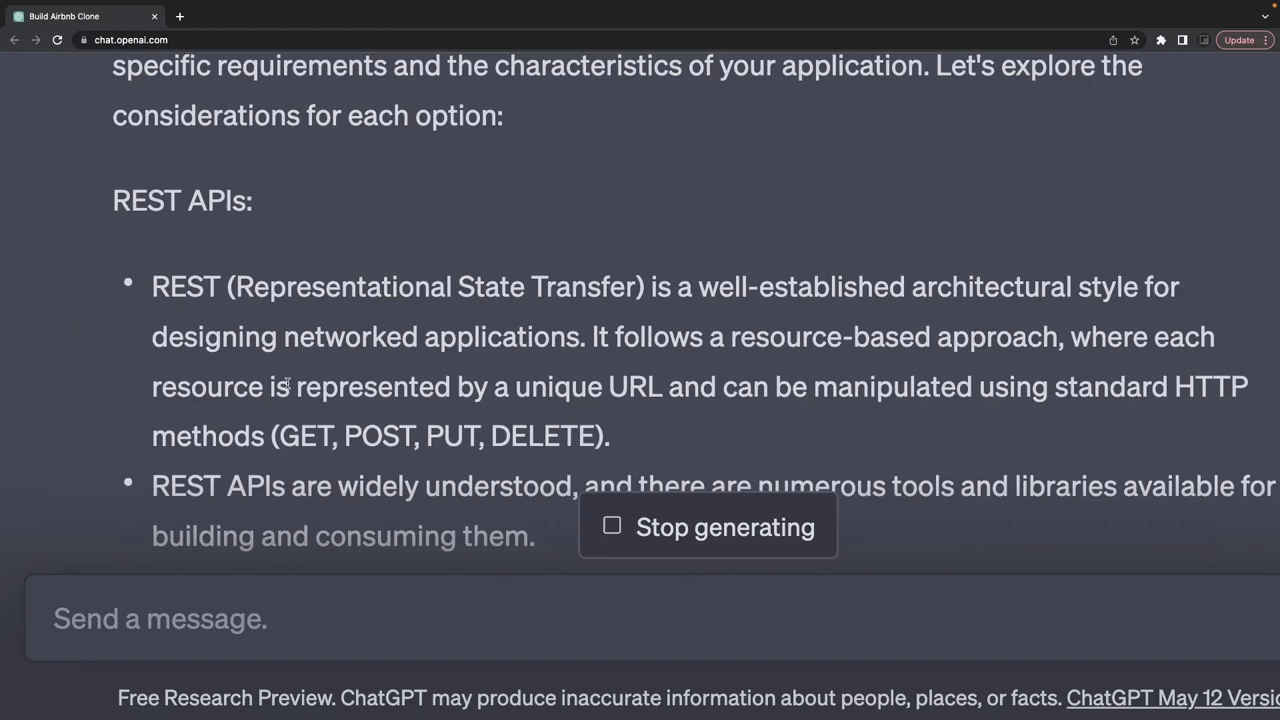 Build Airbnb Clone
chat.openai.com
Update
specific requirements and the characteristics of your application. Let's explore the
considerations for each option:
REST APIs:
• REST (Representational State Transfer) is a well-established architectural style for
designing networked applications. It follows a resource-based approach, where each
resource is represented by a unique URL and can be manipulated using standard HTTP
methods (GET, POST, PUT, DELETE).
• REST APIs are widely understood, and there are numerous tools and libraries available for
building and consuming them.
Stop generating
Send a message.
Free Research Preview. ChatGPT may produce inaccurate information about people, places, or facts. ChatGPT May 12 Versio